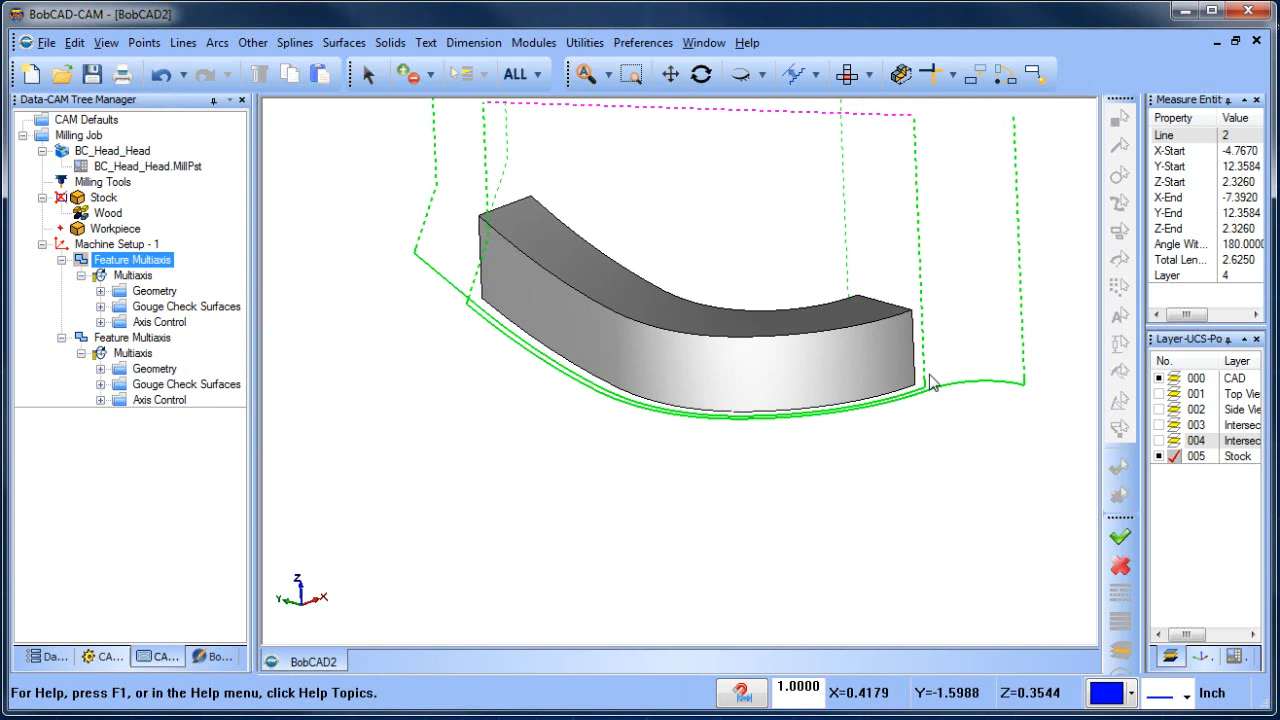 BobCAD-CAM - [BobCAD2]
File Edit View Points Lines Arcs Other Splines Surfaces Solids Text Dimension Modules Utilities Preferences Window Help
ALL
Data-CAM Tree Manager
CAM Defaults
Milling Job
BC_Head_Head
BC_Head_Head.MillPst
Milling Tools
Stock
Wood
Workpiece
Machine Setup - 1
Feature Multiaxis
Multiaxis
Geometry
Gouge Check Surfaces
Axis Control
Feature Multiaxis
Multiaxis
Geometry
Gouge Check Surfaces
Axis Control
Da... CA... CA... Bo...
Z
Y X
BobCAD2
Measure Entit
Property Value
Line 2
X-Start -4.7670
Y-Start 12.3584
Z-Start 2.3260
X-End -7.3920
Y-End 12.3584
Z-End 2.3260
Angle Wit... 180.0000
Total Len... 2.6250
Layer 4
Layer-UCS-Po
No. Layer
000 CAD
001 Top Vie
002 Side Vi
003 Intersec
004 Intersec
005 Stock
For Help, press F1, or in the Help menu, click Help Topics.
1.0000 X=0.4179 Y=-1.5988 Z=0.3544 Inch